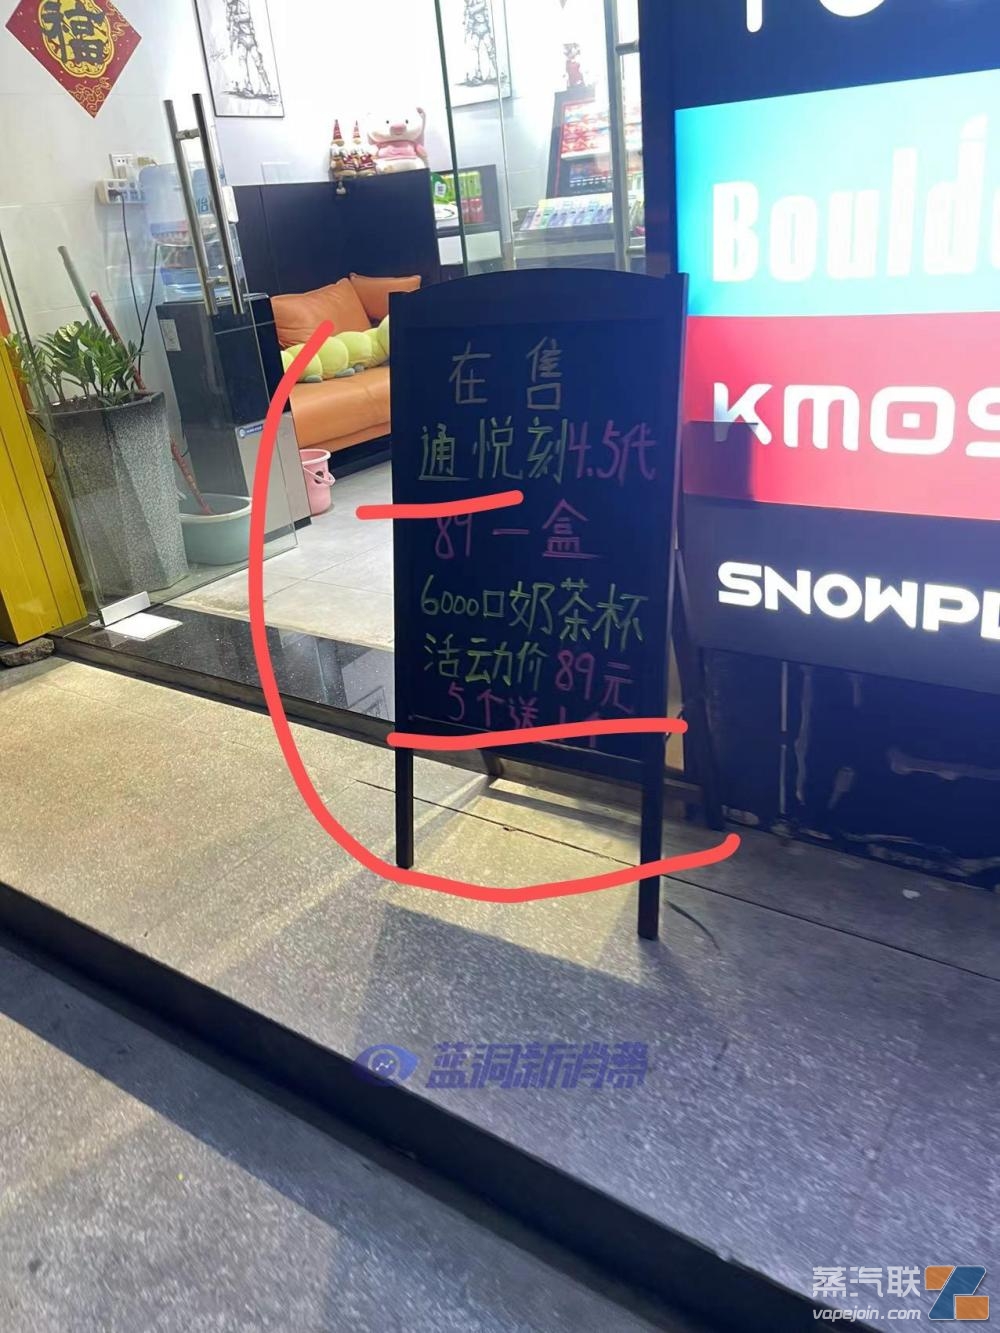 福
Bould
KMOS
SNOWPL
在售
通悦刻4.5代
89一盒
6000口奶茶杯
活动价89元
5个送1个
蓝洞新消费
蒸汽联
vapejoin.com